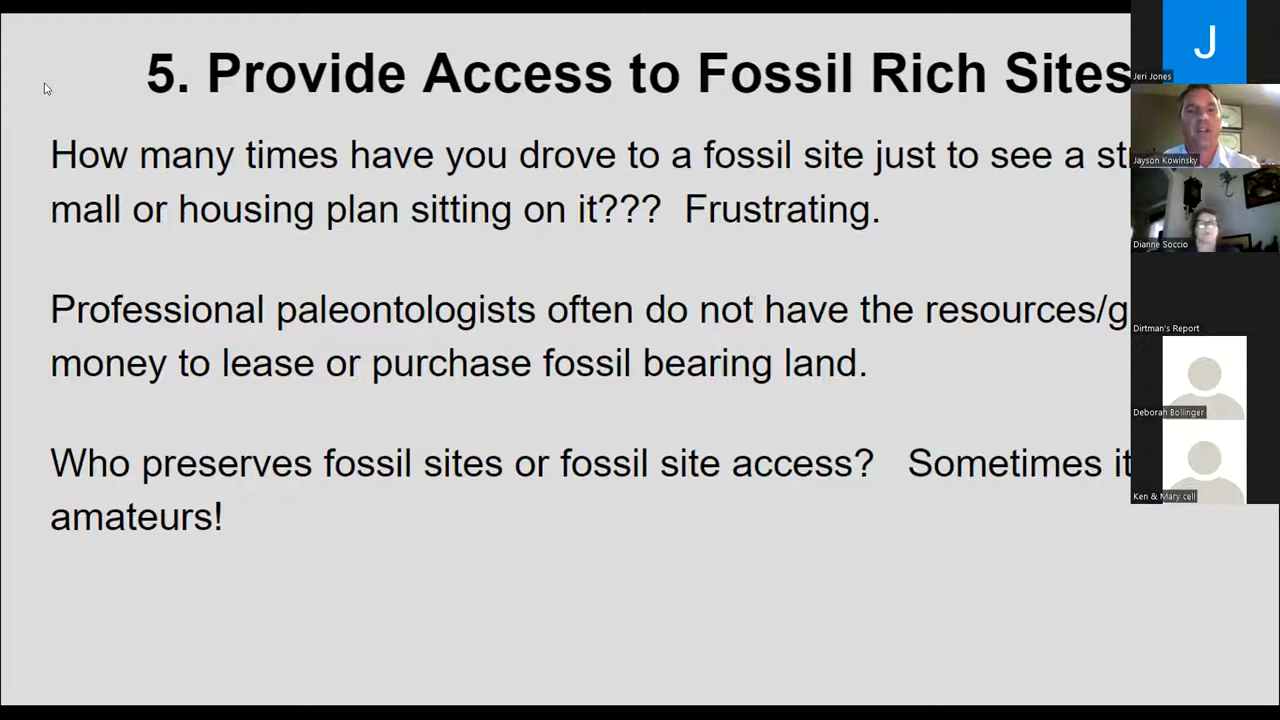 5. Provide Access to Fossil Rich Sites
How many times have you drove to a fossil site just to see a
mall or housing plan sitting on it??? Frustrating.
Professional paleontologists often do not have the
money to lease or purchase fossil bearing land.
Who preserves fossil sites or fossil site access? Sometimes it
amateurs!
J
Jeri Jones
Jayson Kowinsky
Dianne Soccio
Dirtman's Report
Deborah Bollinger
Ken & Mary cell